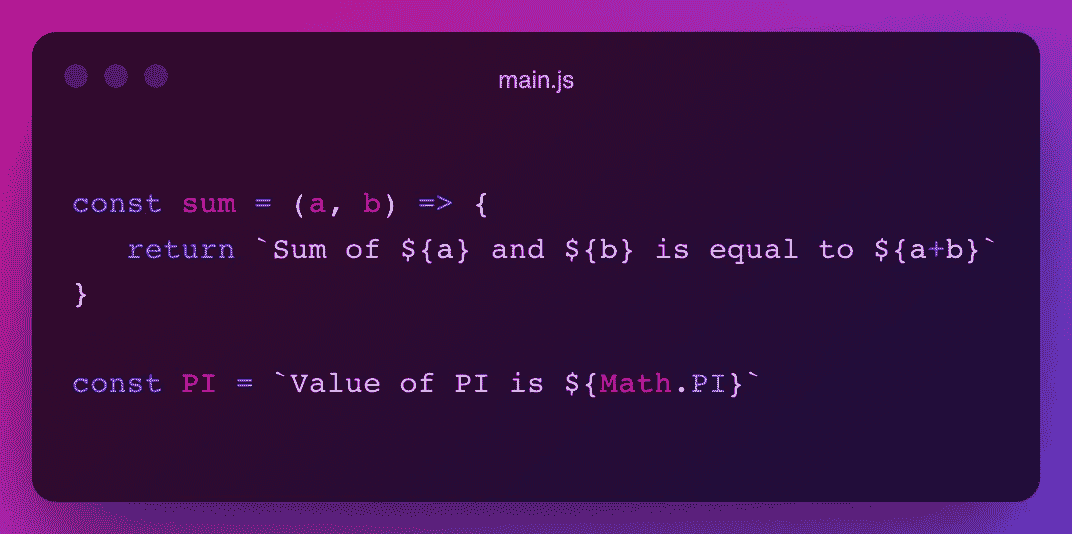 main.js
const sum = (a, b) => {
   return `Sum of ${a} and ${b} is equal to ${a+b}`
}
const PI = `Value of PI is ${Math.PI}`